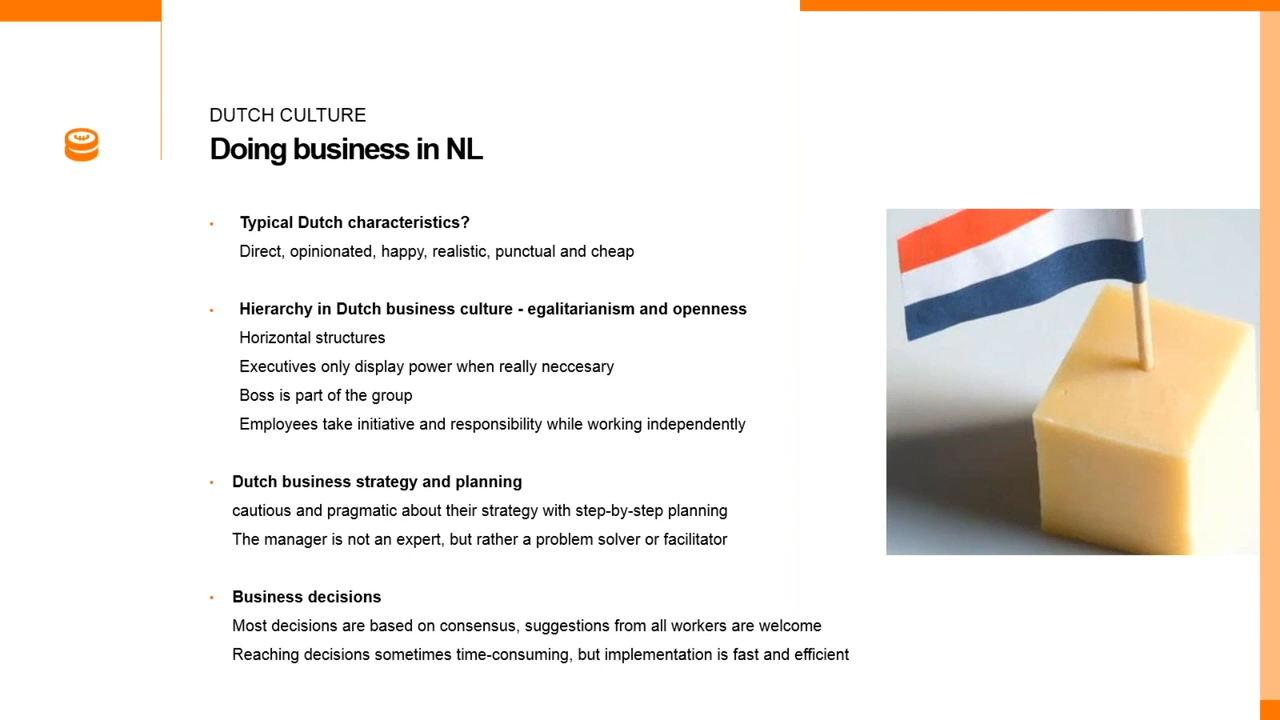 DUTCH CULTURE
Doing business in NL
• Typical Dutch characteristics?
Direct, opinionated, happy, realistic, punctual and cheap
• Hierarchy in Dutch business culture - egalitarianism and openness
Horizontal structures
Executives only display power when really neccesary
Boss is part of the group
Employees take initiative and responsibility while working independently
• Dutch business strategy and planning
cautious and pragmatic about their strategy with step-by-step planning
The manager is not an expert, but rather a problem solver or facilitator
• Business decisions
Most decisions are based on consensus, suggestions from all workers are welcome
Reaching decisions sometimes time-consuming, but implementation is fast and efficient